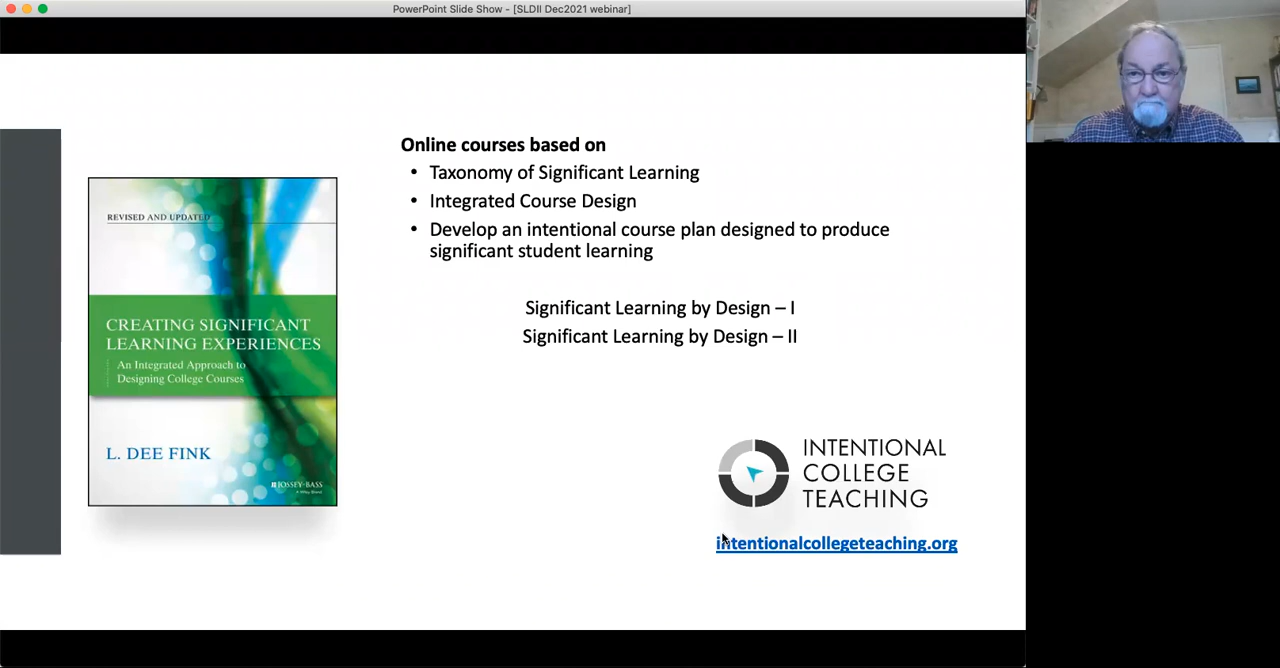 PowerPoint Slide Show - [SLDII Dec2021 webinar]
Online courses based on
• Taxonomy of Significant Learning
• Integrated Course Design
• Develop an intentional course plan designed to produce
significant student learning
Significant Learning by Design – I
Significant Learning by Design – II
REVISED AND UPDATED
CREATING SIGNIFICANT
LEARNING EXPERIENCES
An Integrated Approach to
Designing College Courses
L. DEE FINK
JOSSEY-BASS
A Wiley Brand
INTENTIONAL
COLLEGE
TEACHING
intentionalcollegeteaching.org